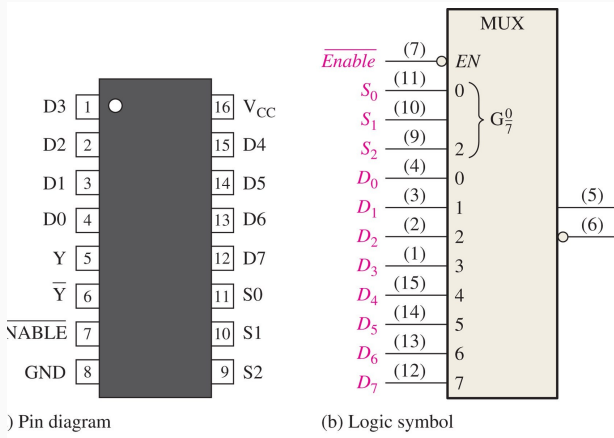 D3 1 16 V_CC
D2 2 15 D4
D1 3 14 D5
D0 4 13 D6
Y 5 12 D7
Y̅ 6 11 S0
NABLE 7 10 S1
GND 8 9 S2
) Pin diagram
MUX
Enable (7) EN
S₀ (11) 0
S₁ (10)
S₂ (9) 2
G 0/7
D₀ (4) 0
D₁ (3) 1 (5)
D₂ (2) 2 (6)
D₃ (1) 3
D₄ (15) 4
D₅ (14) 5
D₆ (13) 6
D₇ (12) 7
(b) Logic symbol